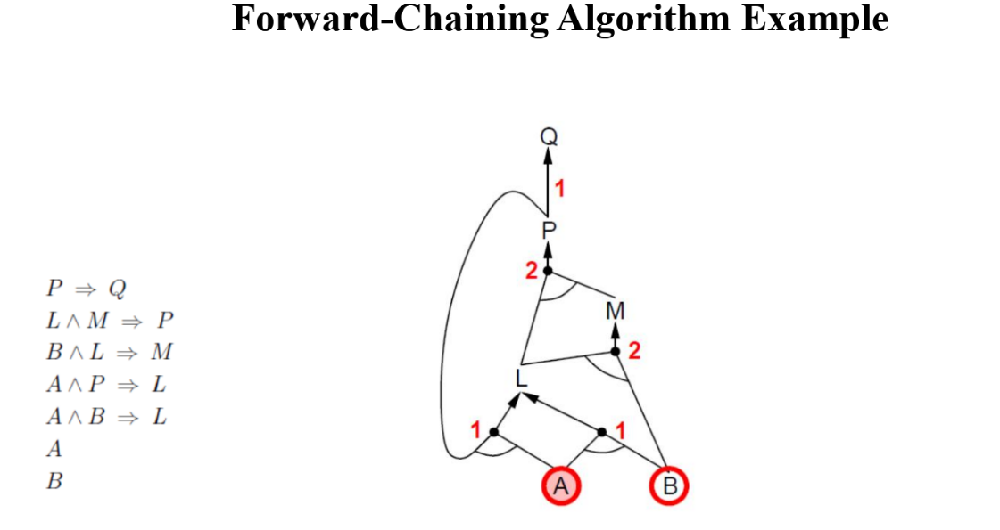 Forward-Chaining Algorithm Example
P ⇒ Q
L ∧ M ⇒ P
B ∧ L ⇒ M
A ∧ P ⇒ L
A ∧ B ⇒ L
A
B
Q
1
P
2
M
2
L
1
1
A
B